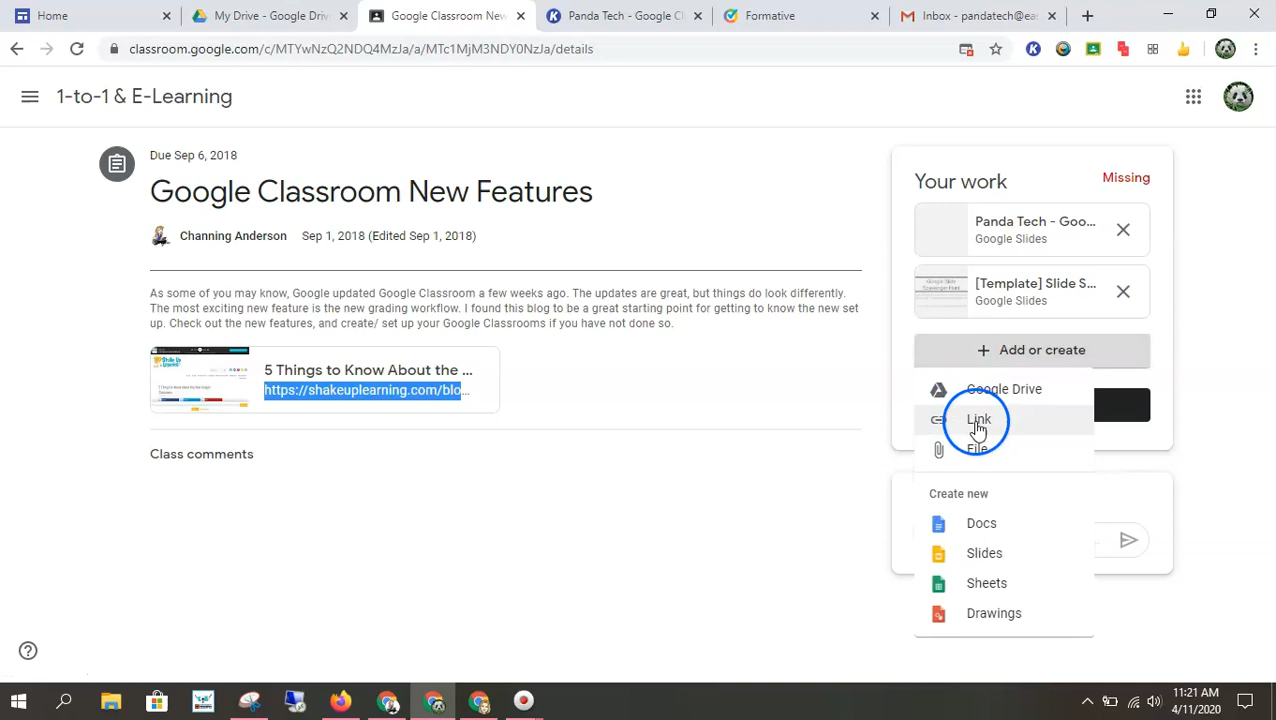 Home
My Drive - Google Driv
Google Classroom New
Panda Tech - Google C
Formative
Inbox - pandatech@eas
classroom.google.com/c/MTYwNzQ2NDQ4MzJa/a/MTc1MjM3NDY0NzJa/details
1-to-1 & E-Learning
Due Sep 6, 2018
Google Classroom New Features
Channing Anderson Sep 1, 2018 (Edited Sep 1, 2018)
As some of you may know, Google updated Google Classroom a few weeks ago. The updates are great, but things do look differently.
The most exciting new feature is the new grading workflow. I found this blog to be a great starting point for getting to know the new set
up. Check out the new features, and create/ set up your Google Classrooms if you have not done so.
5 Things to Know About the ...
https://shakeuplearning.com/blo...
Class comments
Your work
Missing
Panda Tech - Goo...
Google Slides
[Template] Slide S...
Google Slides
+ Add or create
Google Drive
Link
File
Create new
Docs
Slides
Sheets
Drawings
11:21 AM
4/11/2020